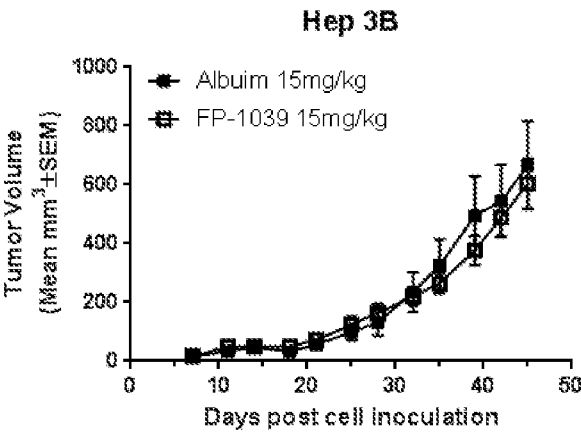 Hep 3B
1000
800
600
400
200
0
Tumor Volume
(Mean mm³±SEM)
Albuim 15mg/kg
FP-1039 15mg/kg
0 10 20 30 40 50
Days post cell inoculation